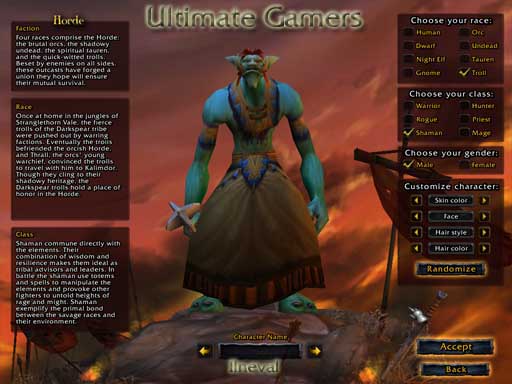 Ultimate Gamers
Horde
Faction
Four races comprise the Horde:
the brutal orcs, the shadowy
undead, the spiritual tauren,
and the quick-witted trolls.
Beset by enemies on all sides,
these outcasts have forged a
union they hope will ensure
their mutual survival.
Race
Once at home in the jungles of
Stranglethorn Vale, the fierce
trolls of the Darkspear tribe
were pushed out by warring
factions. Eventually the trolls
befriended the orcish Horde,
and Thrall, the orcs' young
warchief, convinced the trolls
to travel with him to Kalimdor.
Though they cling to their
shadowy heritage, the
Darkspear trolls hold a place of
honor in the Horde.
Class
Shaman commune directly with
the elements. Their
combination of wisdom and
resilience makes them ideal as
tribal advisors and leaders. In
battle the shaman use totems
and spells to manipulate the
elements and provoke other
fighters to untold heights of
rage and might. Shaman
exemplify the primal bond
between the savage races and
their environment.
Choose your race:
Human Orc
Dwarf Undead
Night Elf Tauren
Gnome Troll
Choose your class:
Warrior Hunter
Rogue Priest
Shaman Mage
Choose your gender:
Male Female
Customize character:
Skin color
Face
Hair style
Hair color
Randomize
Character Name
Accept
Back